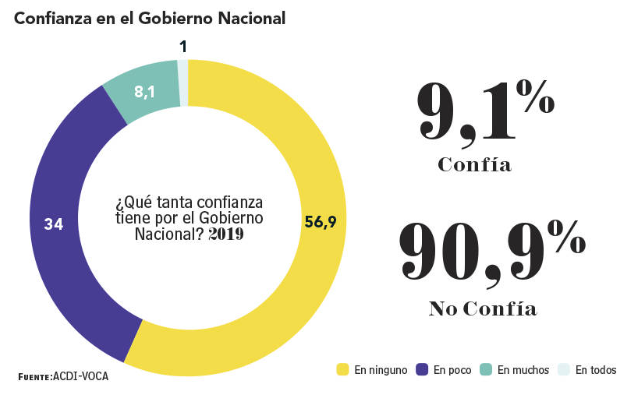 Confianza en el Gobierno Nacional
1
8,1
34
56,9
¿Qué tanta confianza
tiene por el Gobierno
Nacional? 2019
9,1%
Confía
90,9%
No Confía
En ninguno En poco En muchos En todos
FUENTE:ACDI-VOCA